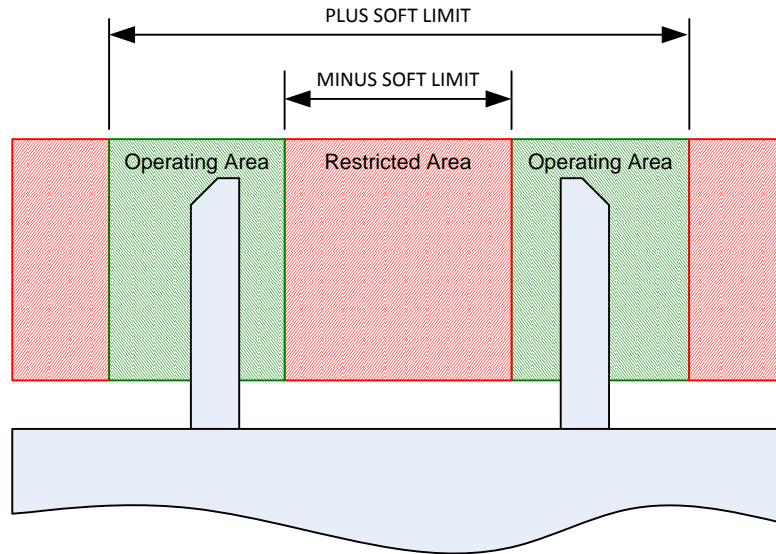 PLUS SOFT LIMIT
MINUS SOFT LIMIT
Operating Area
Restricted Area
Operating Area